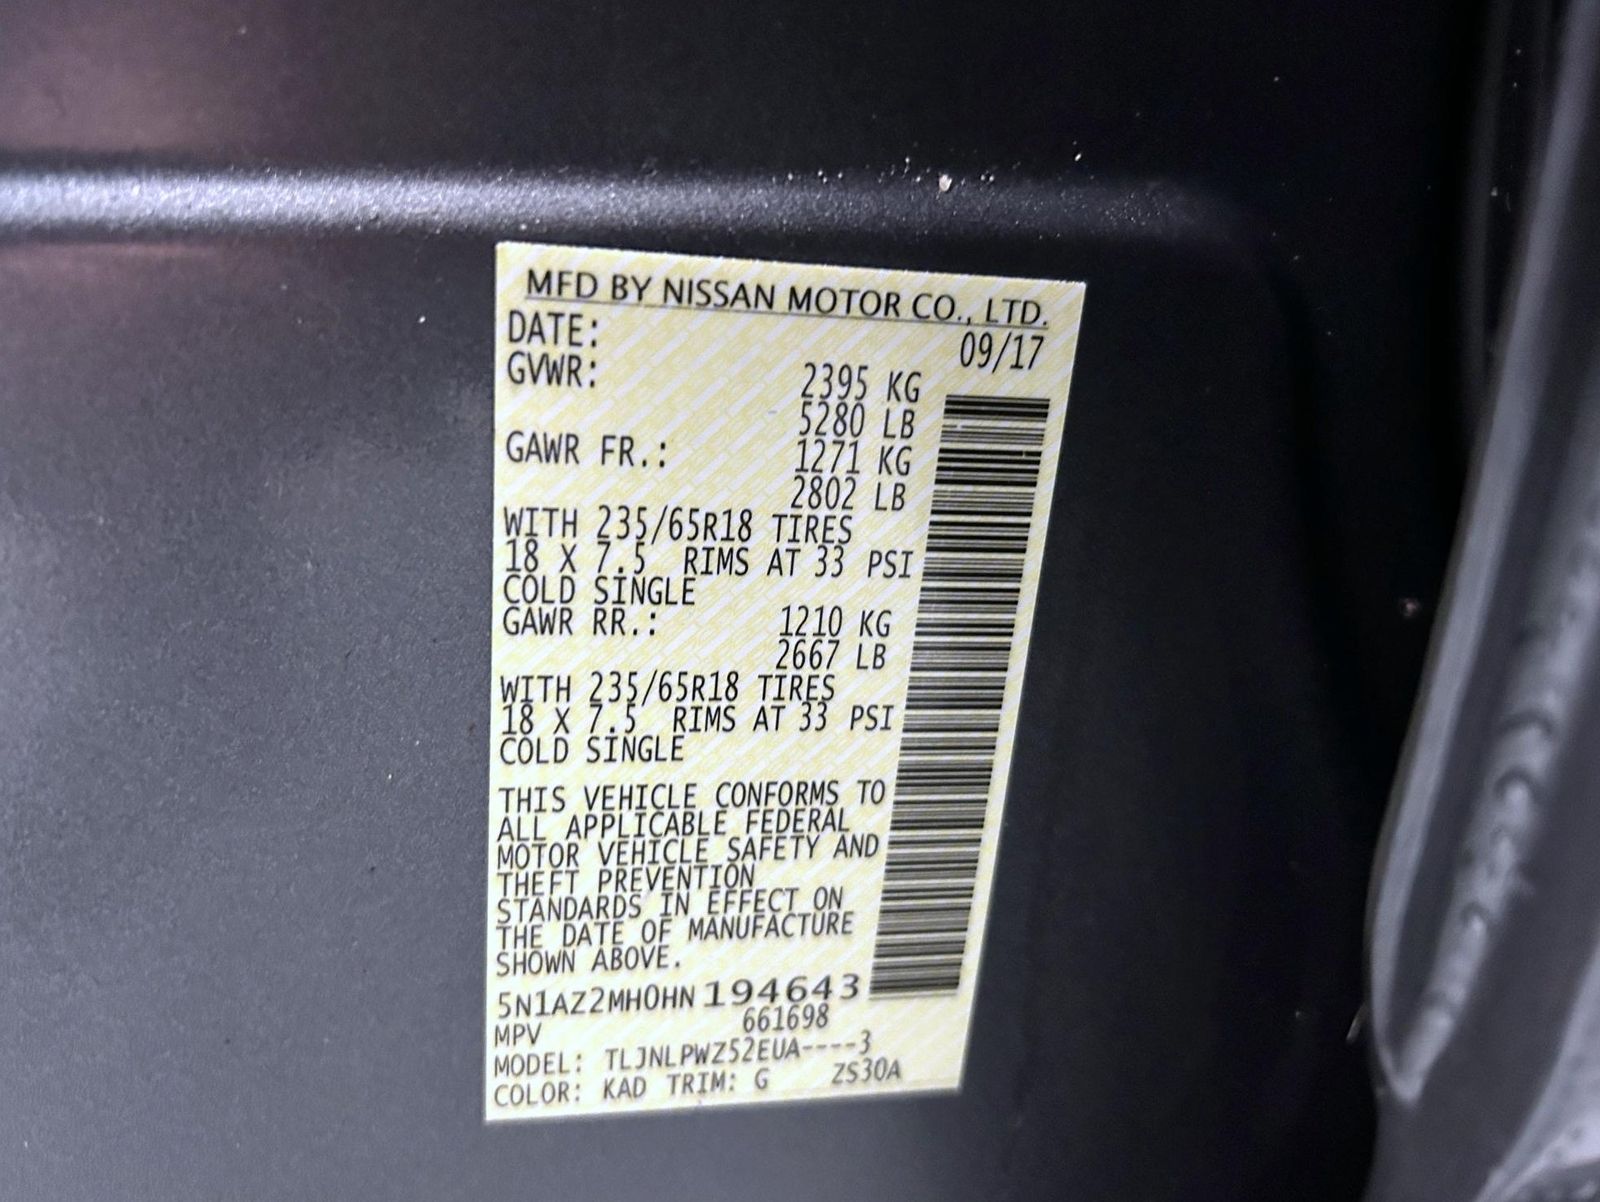 MFD BY NISSAN MOTOR CO., LTD.
DATE: 09/17
GVWR: 2395 KG
5280 LB
GAWR FR.: 1271 KG
2802 LB
WITH 235/65R18 TIRES
18 X 7.5 RIMS AT 33 PSI
COLD SINGLE
GAWR RR.: 1210 KG
2667 LB
WITH 235/65R18 TIRES
18 X 7.5 RIMS AT 33 PSI
COLD SINGLE
THIS VEHICLE CONFORMS TO
ALL APPLICABLE FEDERAL
MOTOR VEHICLE SAFETY AND
THEFT PREVENTION
STANDARDS IN EFFECT ON
THE DATE OF MANUFACTURE
SHOWN ABOVE.
5N1AZ2MH0HN194643
MPV 661698
MODEL: TLJNLPWZ52EUA----3
COLOR: KAD TRIM: G ZS30A